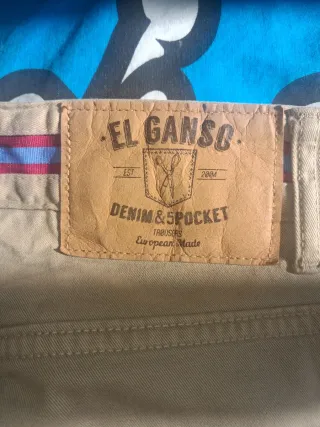 ·EL GANSO·
EST 2004
DENIM&5POCKET
TROUSERS
European Made